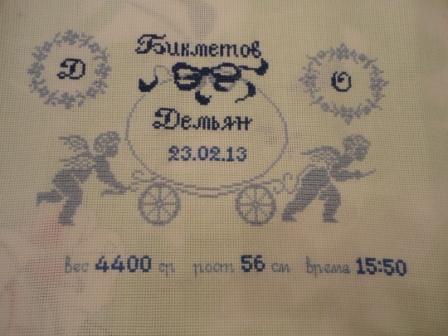 Бикметов
Д О
Демьян
23.02.13
вес 4400 гр рост 56 см время 15:50